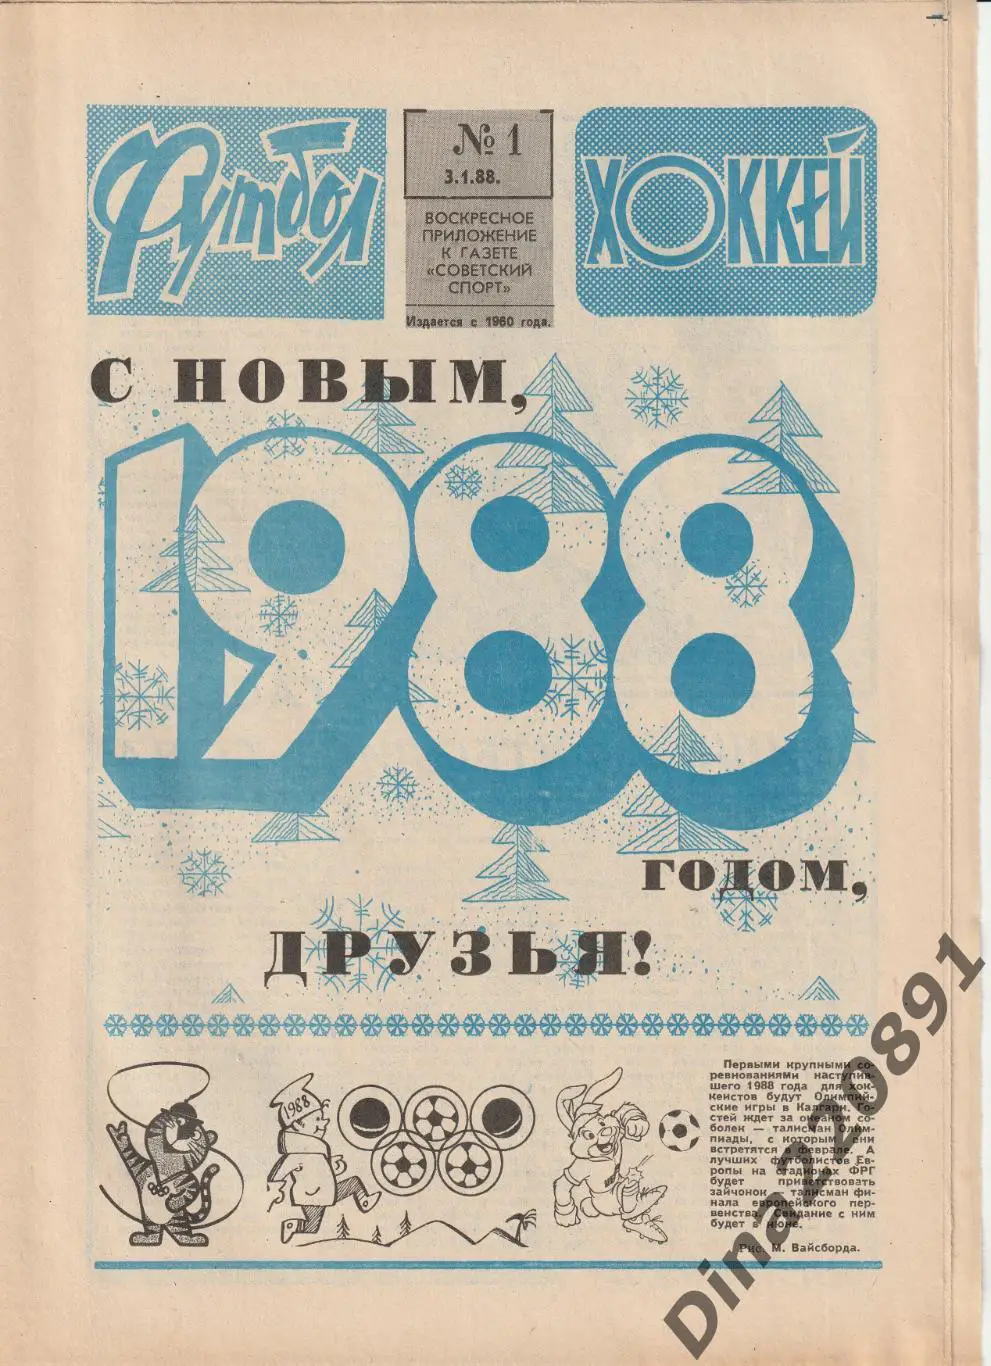 Футбол
№ 1
3.1.88.
ВОСКРЕСНОЕ
ПРИЛОЖЕНИЕ
К ГАЗЕТЕ
«СОВЕТСКИЙ
СПОРТ»
Издается с 1960 года.
ХОККЕЙ
С НОВЫМ,
1988
ГОДОМ,
ДРУЗЬЯ!
1988
Первыми крупными со-
ревнованиями наступив-
шего 1988 года для хок-
кеистов будут Олимпий-
ские игры в Калгари. Го-
стей ждет за океаном со-
болек — талисман Олим-
пиады, с которым они
встретятся в феврале. А
лучших футболистов Ев-
ропы на стадионах ФРГ
будет приветствовать
зайчонок — талисман фи-
нала европейского пер-
венства. Свидание с ним
будет в июне.
Рис. М. Вайсборда.
Dina220891